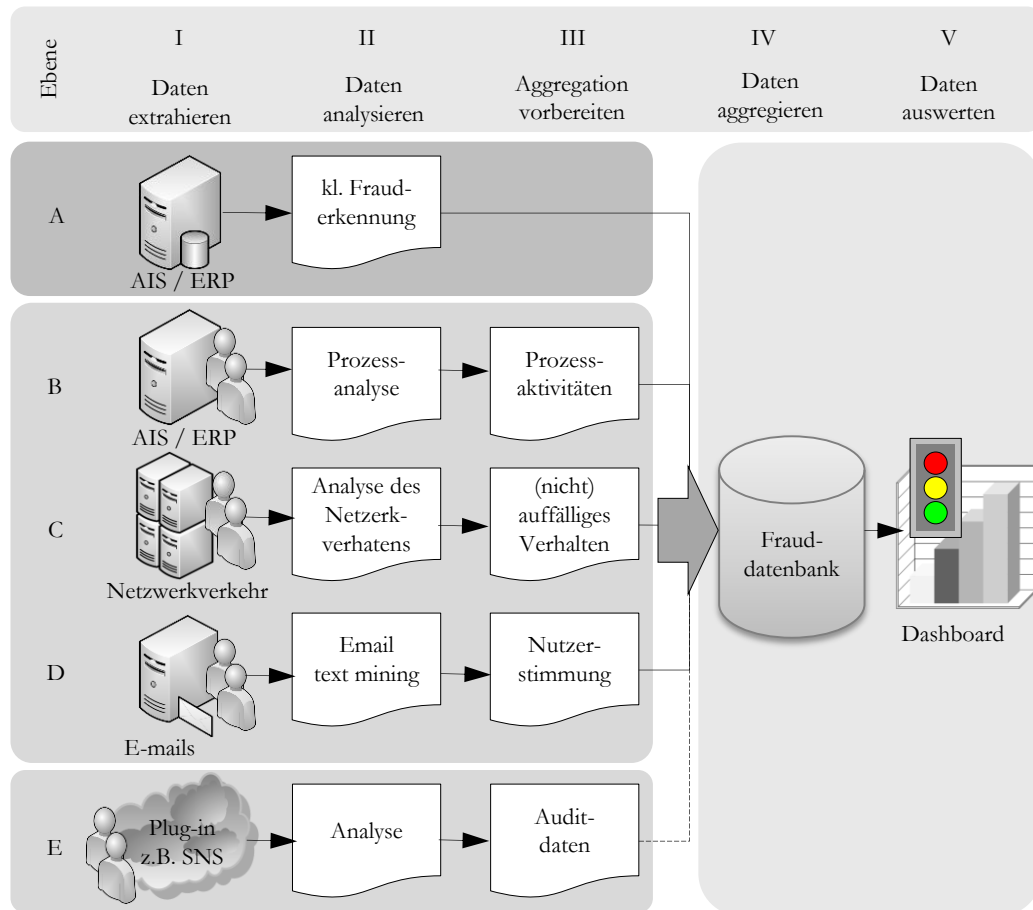 Ebene
I
II
III
IV
V
Daten
extrahieren
Daten
analysieren
Aggregation
vorbereiten
Daten
aggregieren
Daten
auswerten
A
AIS / ERP
kl. Fraud-
erkennung
B
AIS / ERP
Prozess-
analyse
Prozess-
aktivitäten
C
Netzwerkverkehr
Analyse des
Netzerk-
verhatens
(nicht)
auffälliges
Verhalten
Fraud-
datenbank
Dashboard
D
E-mails
Email
text mining
Nutzer-
stimmung
E
Plug-in
z.B. SNS
Analyse
Audit-
daten